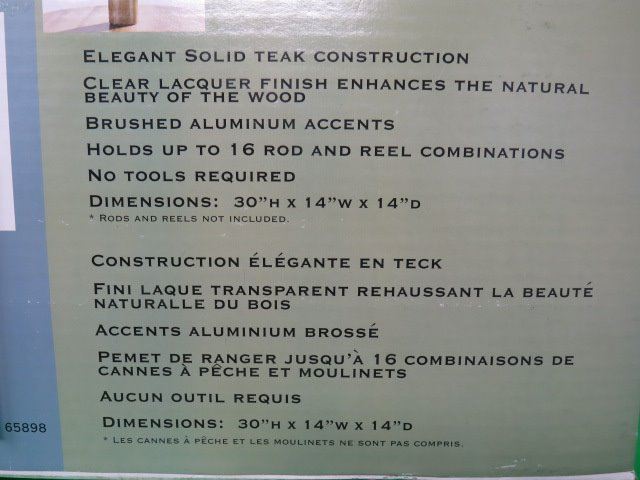 ELEGANT SOLID TEAK CONSTRUCTION
CLEAR LACQUER FINISH ENHANCES THE NATURAL
BEAUTY OF THE WOOD
BRUSHED ALUMINUM ACCENTS
HOLDS UP TO 16 ROD AND REEL COMBINATIONS
NO TOOLS REQUIRED
DIMENSIONS: 30"H X 14"W X 14"D
* RODS AND REELS NOT INCLUDED.
CONSTRUCTION ÉLÉGANTE EN TECK
FINI LAQUE TRANSPARENT REHAUSSANT LA BEAUTÉ
NATURALLE DU BOIS
ACCENTS ALUMINIUM BROSSÉ
PEMET DE RANGER JUSQU'À 16 COMBINAISONS DE
CANNES À PÊCHE ET MOULINETS
AUCUN OUTIL REQUIS
DIMENSIONS: 30"H X 14"W X 14"D
* LES CANNES À PÊCHE ET LES MOULINETS NE SONT PAS COMPRIS.
65898